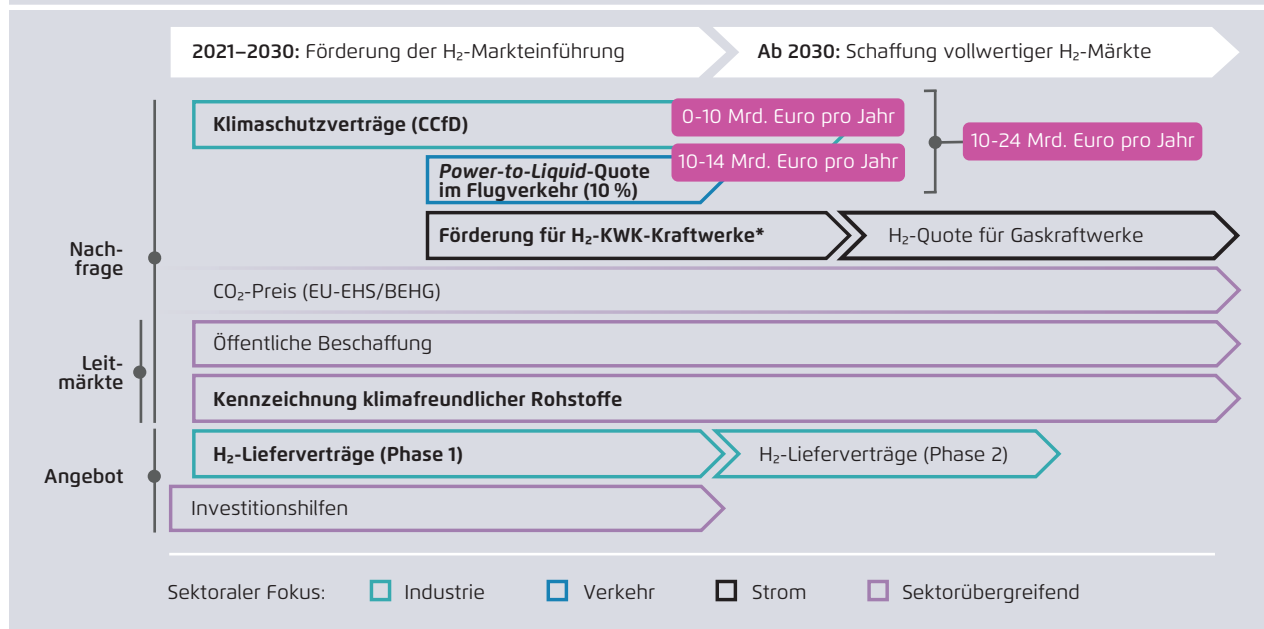 2021–2030: Förderung der H₂-Markteinführung
Ab 2030: Schaffung vollwertiger H₂-Märkte
Klimaschutzverträge (CCfD)
0-10 Mrd. Euro pro Jahr
10-24 Mrd. Euro pro Jahr
Power-to-Liquid-Quote
im Flugverkehr (10 %)
10-14 Mrd. Euro pro Jahr
Förderung für H₂-KWK-Kraftwerke*
H₂-Quote für Gaskraftwerke
Nach-
frage
CO₂-Preis (EU-EHS/BEHG)
Öffentliche Beschaffung
Leit-
märkte
Kennzeichnung klimafreundlicher Rohstoffe
H₂-Lieferverträge (Phase 1)
H₂-Lieferverträge (Phase 2)
Angebot
Investitionshilfen
Sektoraler Fokus:
Industrie
Verkehr
Strom
Sektorübergreifend